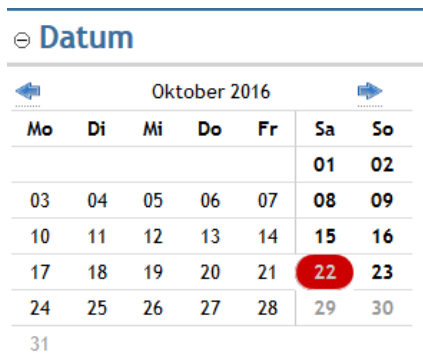 Datum
Oktober 2016
Mo Di Mi Do Fr Sa So
01 02
03 04 05 06 07 08 09
10 11 12 13 14 15 16
17 18 19 20 21 22 23
24 25 26 27 28 29 30
31